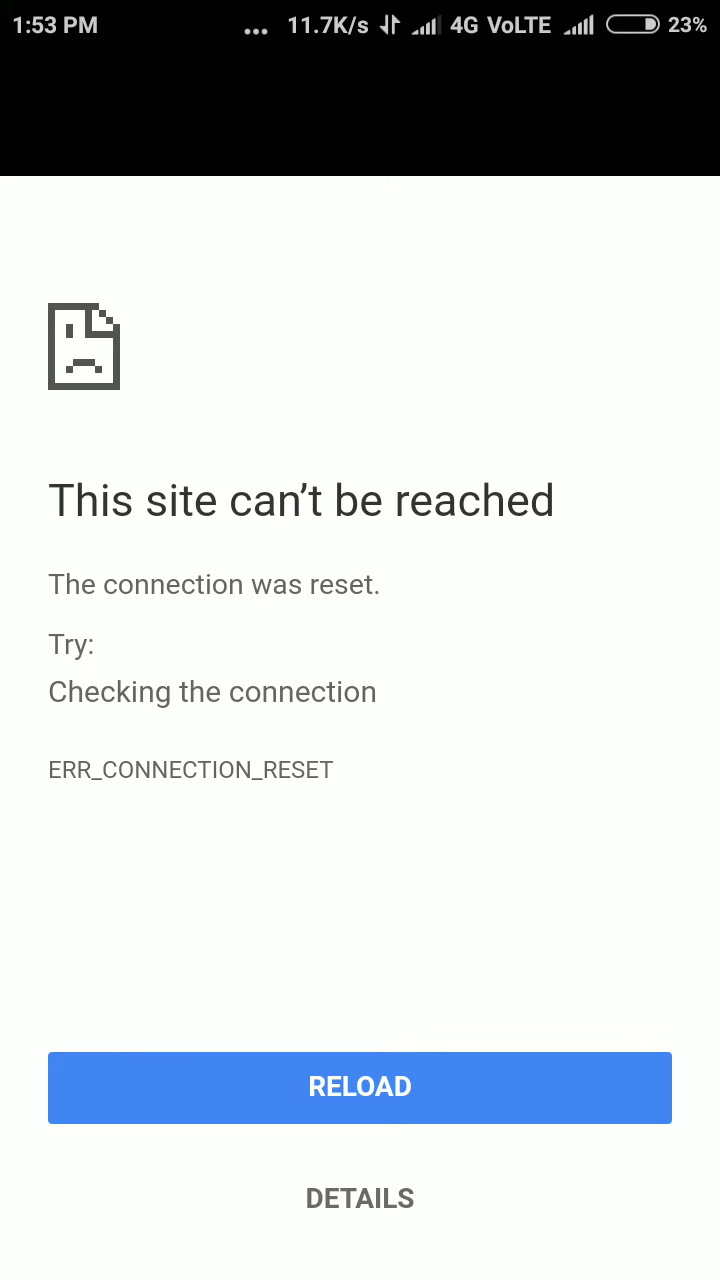 1:53 PM ... 11.7K/s 4G VoLTE 23%
This site can’t be reached
The connection was reset.
Try:
Checking the connection
ERR_CONNECTION_RESET
RELOAD
DETAILS